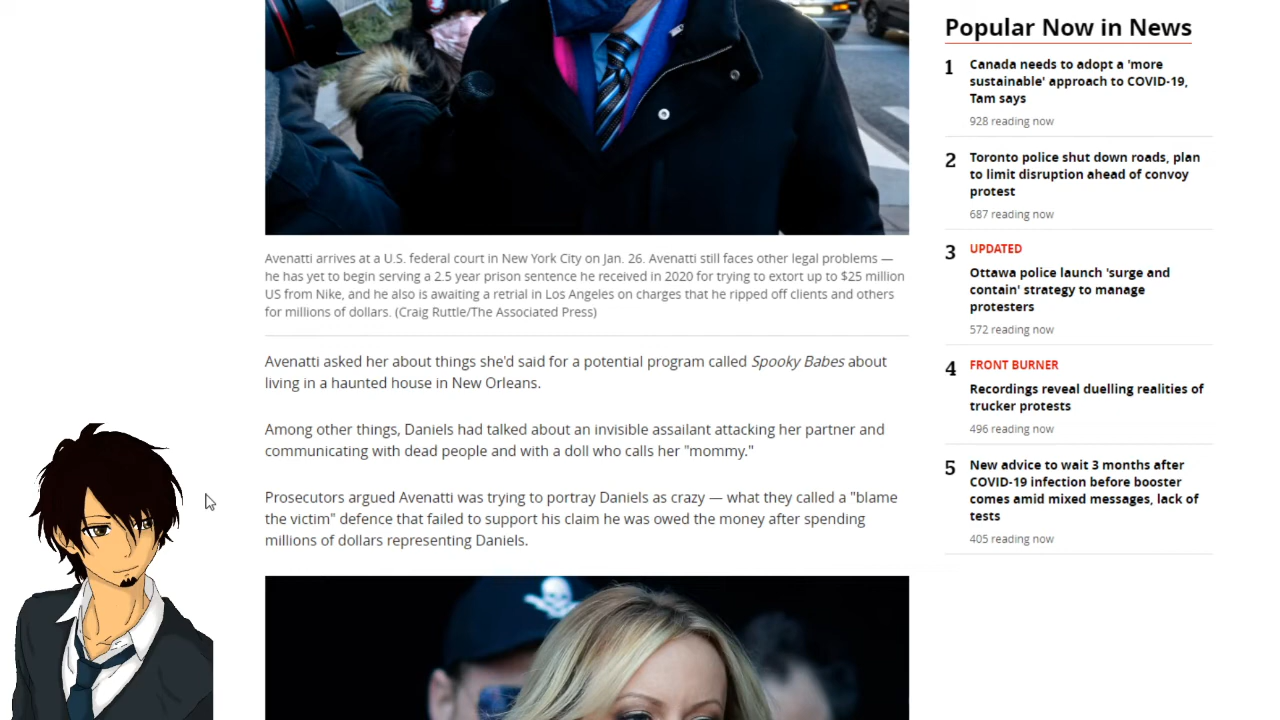 Avenatti arrives at a U.S. federal court in New York City on Jan. 26. Avenatti still faces other legal problems —
he has yet to begin serving a 2.5 year prison sentence he received in 2020 for trying to extort up to $25 million
US from Nike, and he also is awaiting a retrial in Los Angeles on charges that he ripped off clients and others
for millions of dollars. (Craig Ruttle/The Associated Press)
Avenatti asked her about things she'd said for a potential program called Spooky Babes about
living in a haunted house in New Orleans.
Among other things, Daniels had talked about an invisible assailant attacking her partner and
communicating with dead people and with a doll who calls her "mommy."
Prosecutors argued Avenatti was trying to portray Daniels as crazy — what they called a "blame
the victim" defence that failed to support his claim he was owed the money after spending
millions of dollars representing Daniels.
Popular Now in News
1 Canada needs to adopt a 'more
sustainable' approach to COVID-19,
Tam says
928 reading now
2 Toronto police shut down roads, plan
to limit disruption ahead of convoy
protest
687 reading now
3 UPDATED
Ottawa police launch 'surge and
contain' strategy to manage
protesters
572 reading now
4 FRONT BURNER
Recordings reveal duelling realities of
trucker protests
496 reading now
5 New advice to wait 3 months after
COVID-19 infection before booster
comes amid mixed messages, lack of
tests
405 reading now